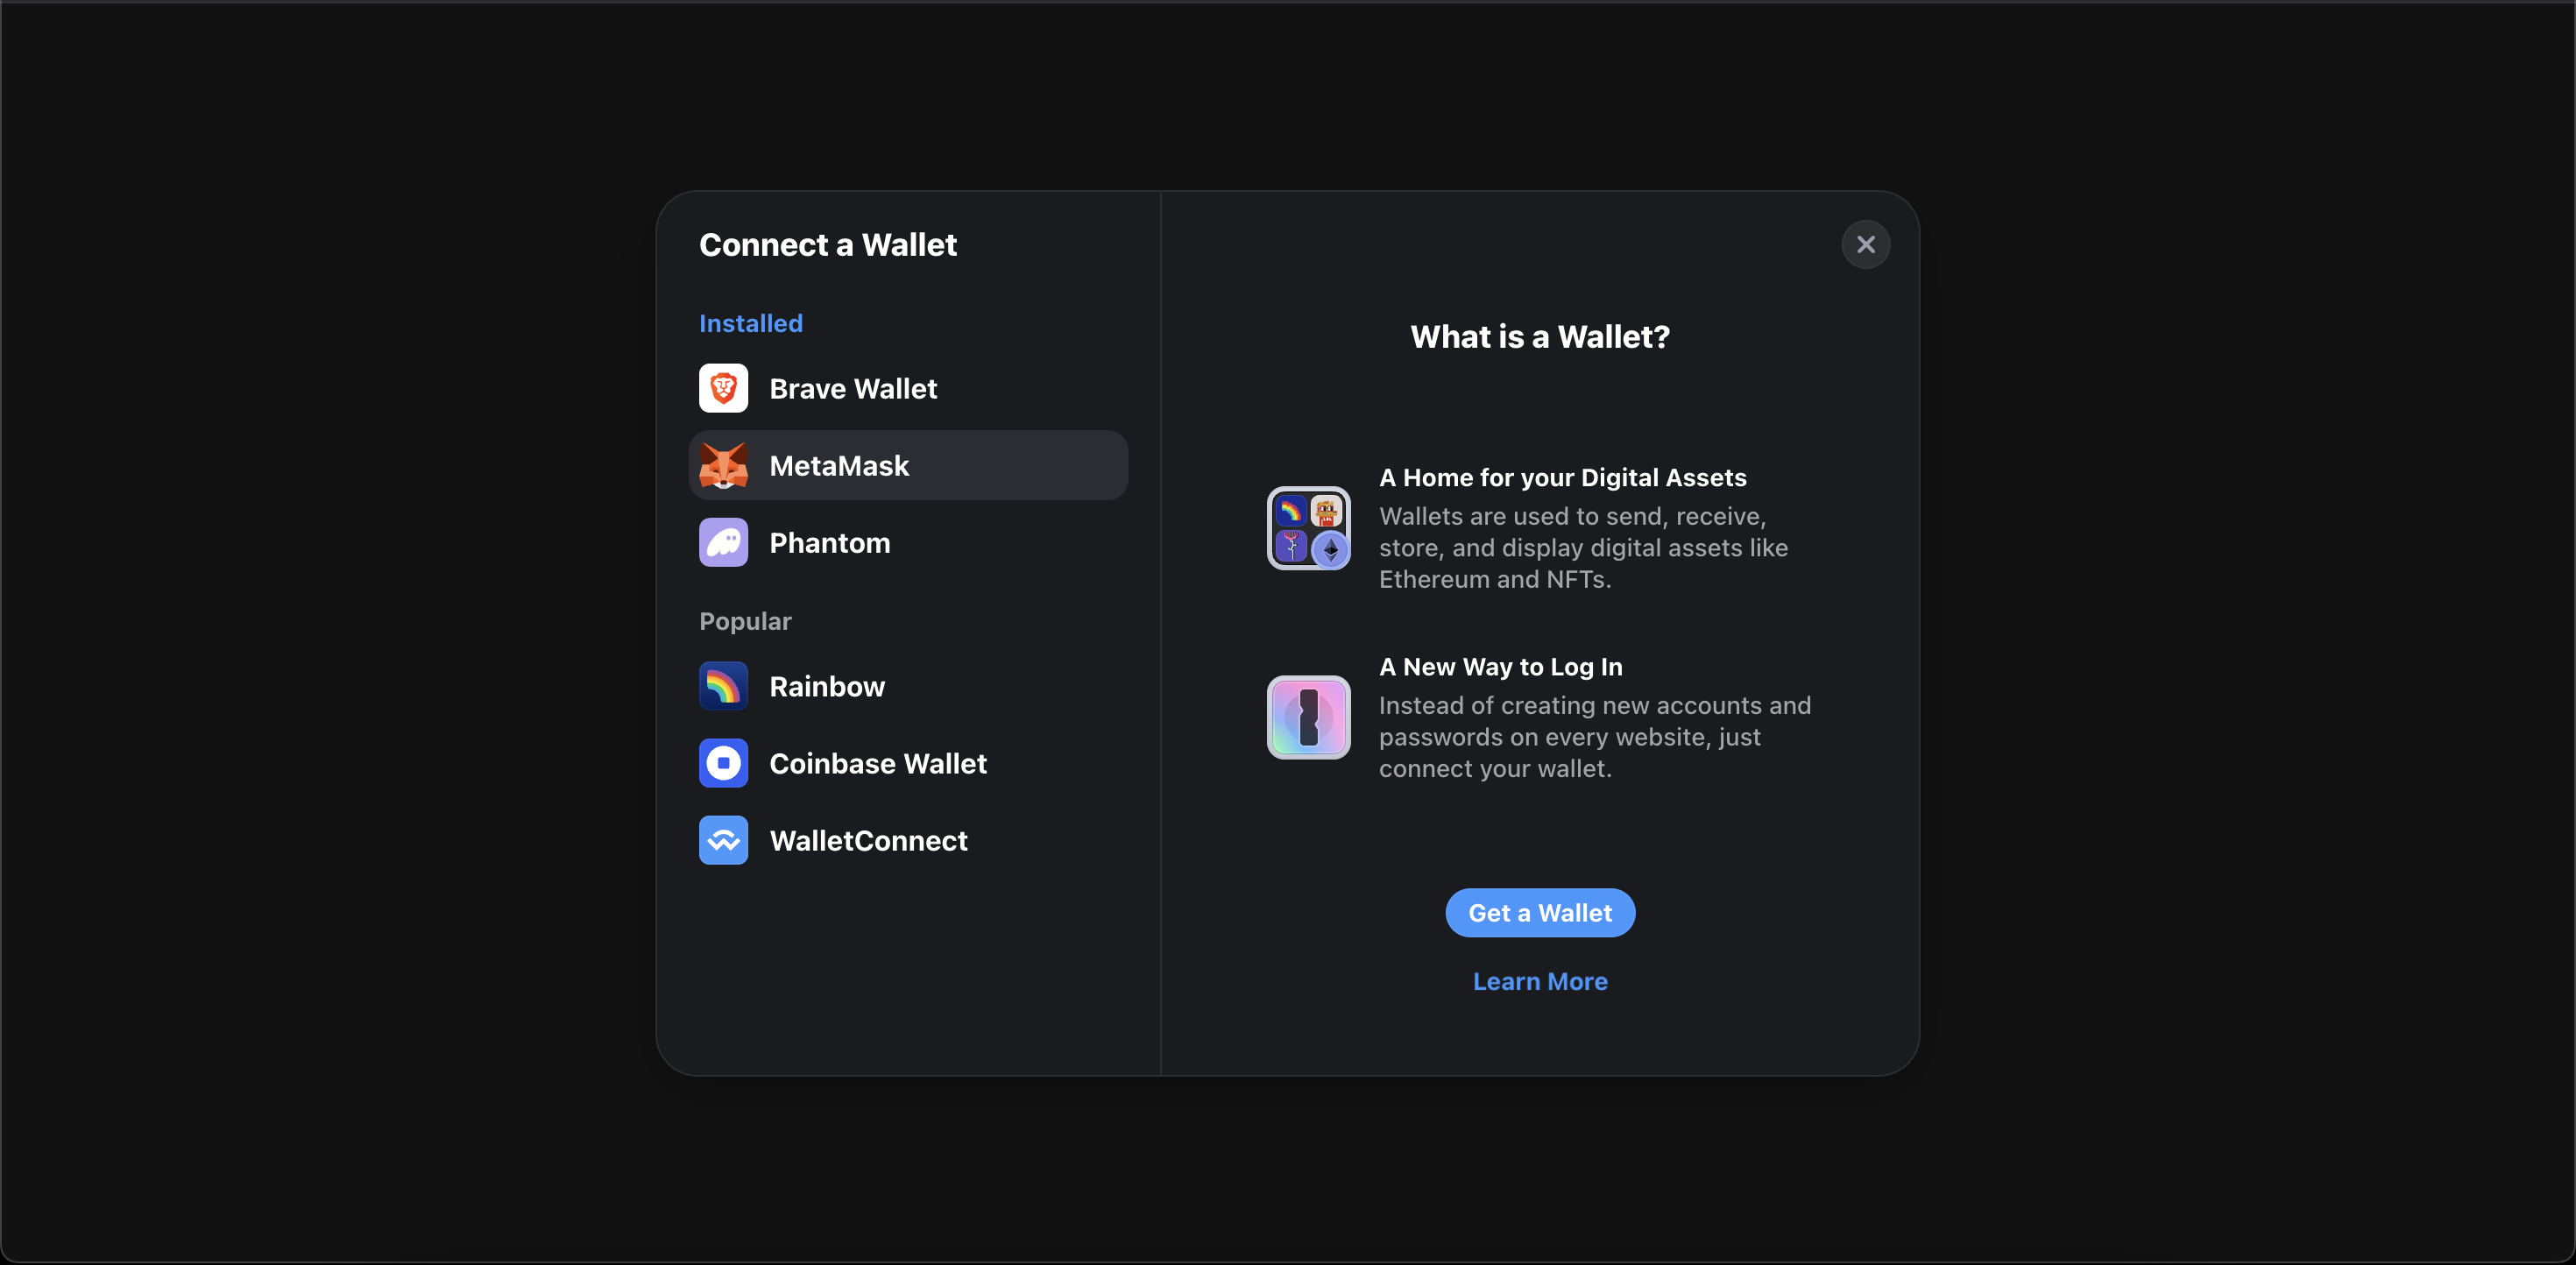 Connect a Wallet
Installed
Brave Wallet
MetaMask
Phantom
Popular
Rainbow
Coinbase Wallet
WalletConnect
What is a Wallet?
A Home for your Digital Assets
Wallets are used to send, receive,
store, and display digital assets like
Ethereum and NFTs.
A New Way to Log In
Instead of creating new accounts and
passwords on every website, just
connect your wallet.
Get a Wallet
Learn More